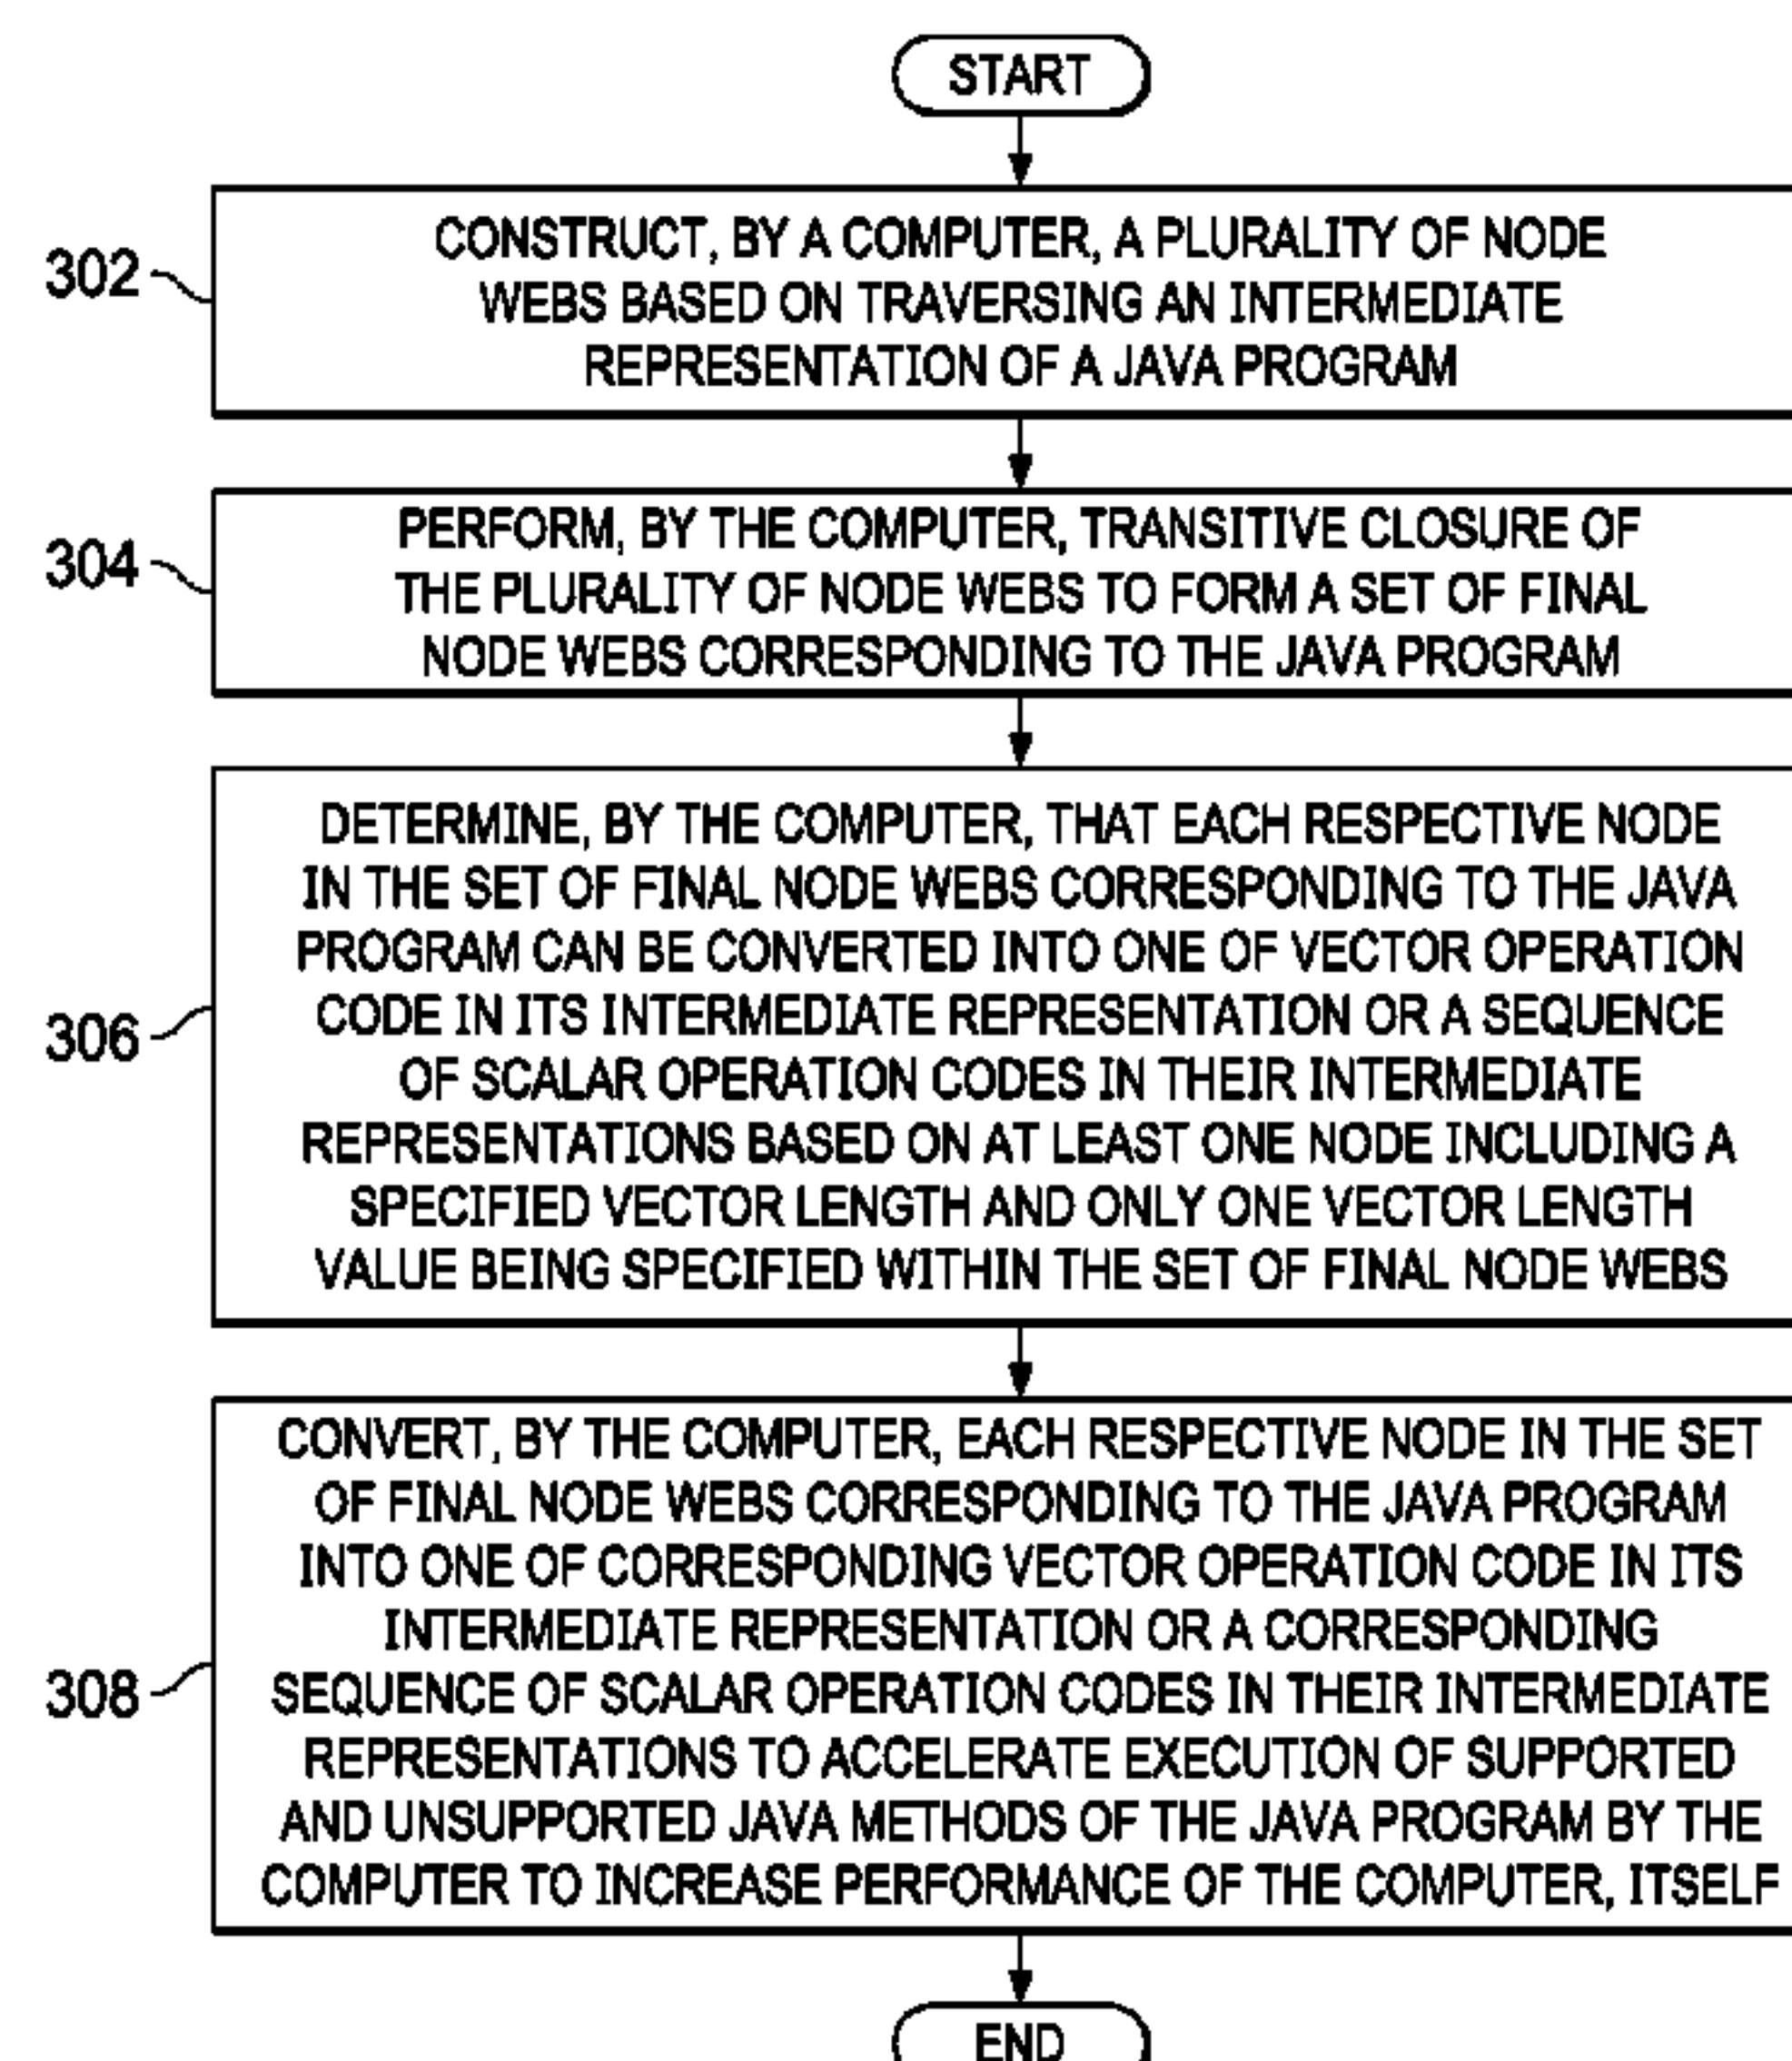 START
302
CONSTRUCT, BY A COMPUTER, A PLURALITY OF NODE
WEBS BASED ON TRAVERSING AN INTERMEDIATE
REPRESENTATION OF A JAVA PROGRAM
304
PERFORM, BY THE COMPUTER, TRANSITIVE CLOSURE OF
THE PLURALITY OF NODE WEBS TO FORM A SET OF FINAL
NODE WEBS CORRESPONDING TO THE JAVA PROGRAM
306
DETERMINE, BY THE COMPUTER, THAT EACH RESPECTIVE NODE
IN THE SET OF FINAL NODE WEBS CORRESPONDING TO THE JAVA
PROGRAM CAN BE CONVERTED INTO ONE OF VECTOR OPERATION
CODE IN ITS INTERMEDIATE REPRESENTATION OR A SEQUENCE
OF SCALAR OPERATION CODES IN THEIR INTERMEDIATE
REPRESENTATIONS BASED ON AT LEAST ONE NODE INCLUDING A
SPECIFIED VECTOR LENGTH AND ONLY ONE VECTOR LENGTH
VALUE BEING SPECIFIED WITHIN THE SET OF FINAL NODE WEBS
308
CONVERT, BY THE COMPUTER, EACH RESPECTIVE NODE IN THE SET
OF FINAL NODE WEBS CORRESPONDING TO THE JAVA PROGRAM
INTO ONE OF CORRESPONDING VECTOR OPERATION CODE IN ITS
INTERMEDIATE REPRESENTATION OR A CORRESPONDING
SEQUENCE OF SCALAR OPERATION CODES IN THEIR INTERMEDIATE
REPRESENTATIONS TO ACCELERATE EXECUTION OF SUPPORTED
AND UNSUPPORTED JAVA METHODS OF THE JAVA PROGRAM BY THE
COMPUTER TO INCREASE PERFORMANCE OF THE COMPUTER, ITSELF
END